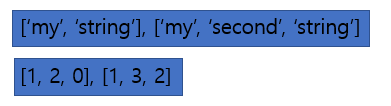 [‘my’, ‘string’], [‘my’, ‘second’, ‘string’]
[1, 2, 0], [1, 3, 2]